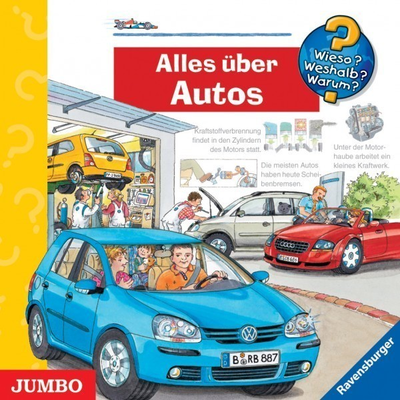 Wieso?
Weshalb?
Warum?
Alles über
Autos
Kraftstoffverbrennung
findet in den Zylindern
des Motors statt.
Die meisten Autos
haben heute Schei-
benbremsen.
Unter der Motor-
haube arbeitet ein
kleines Kraftwerk.
B RB 887
JUMBO
Ravensburger